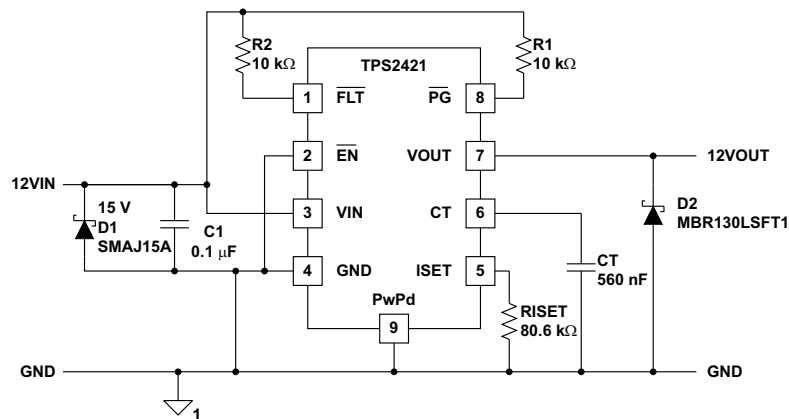 R2
10 kΩ
TPS2421
R1
10 kΩ
1
FLT
PG
8
2
EN
VOUT
7
12VOUT
12VIN
15 V
D1
SMAJ15A
C1
0.1 μF
3
VIN
CT
6
D2
MBR130LSFT1
4
GND
ISET
5
CT
560 nF
PwPd
9
RISET
80.6 kΩ
GND
GND
1